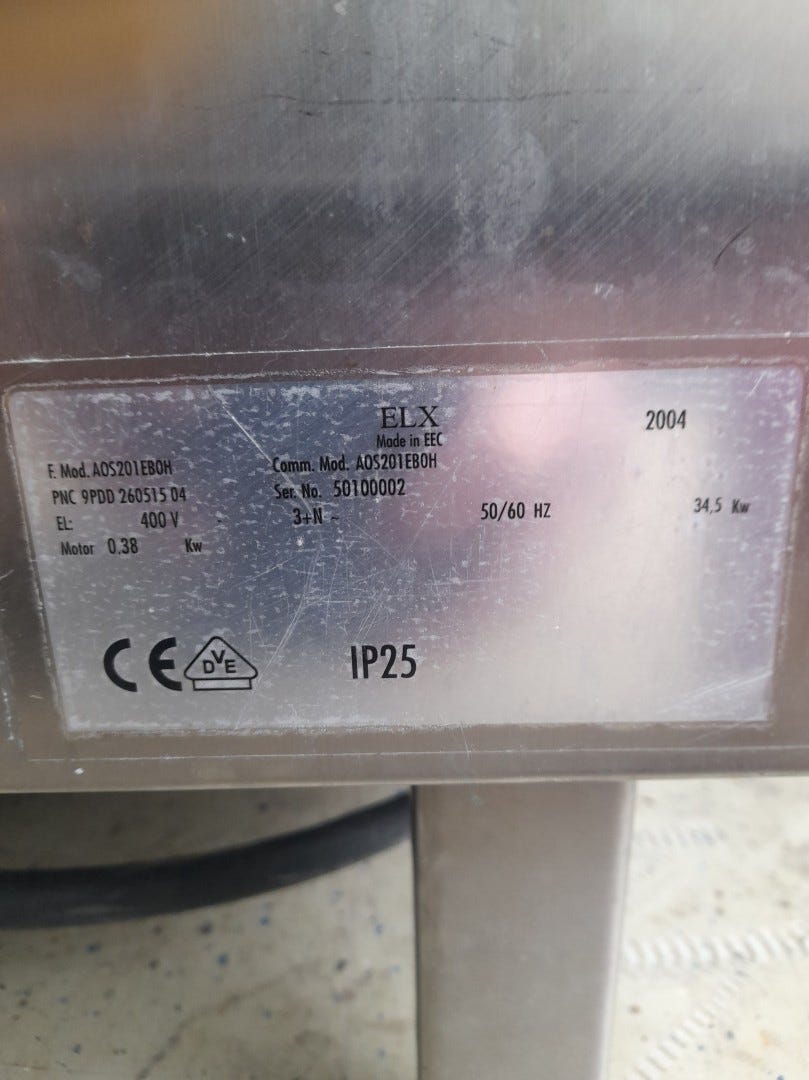 ELX 2004
Made in EEC
F. Mod. AOS201EB0H Comm. Mod. AOS201EB0H
PNC 9PDD 260515 04 Ser. No. 50100002
EL: 400 V 3+N ~ 50/60 HZ 34,5 Kw
Motor 0.38 Kw
CE DVE IP25